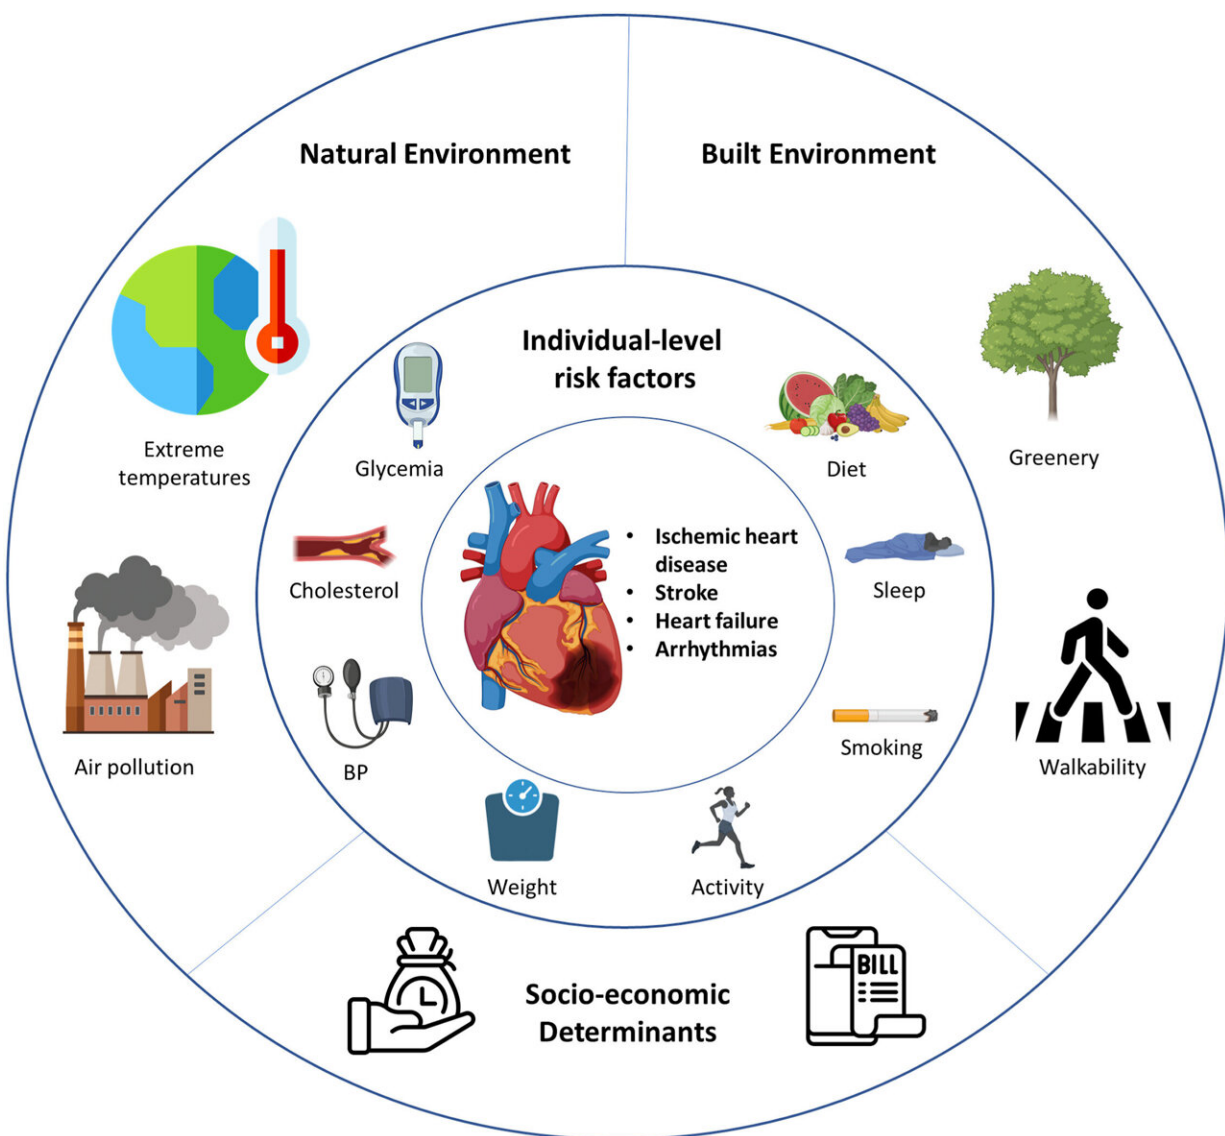 Natural Environment
Built Environment
Individual-level
risk factors
Extreme
temperatures
Glycemia
Diet
Greenery
• Ischemic heart
disease
• Stroke
• Heart failure
• Arrhythmias
Cholesterol
Sleep
Air pollution
BP
Smoking
Walkability
Weight
Activity
Socio-economic
Determinants
BILL